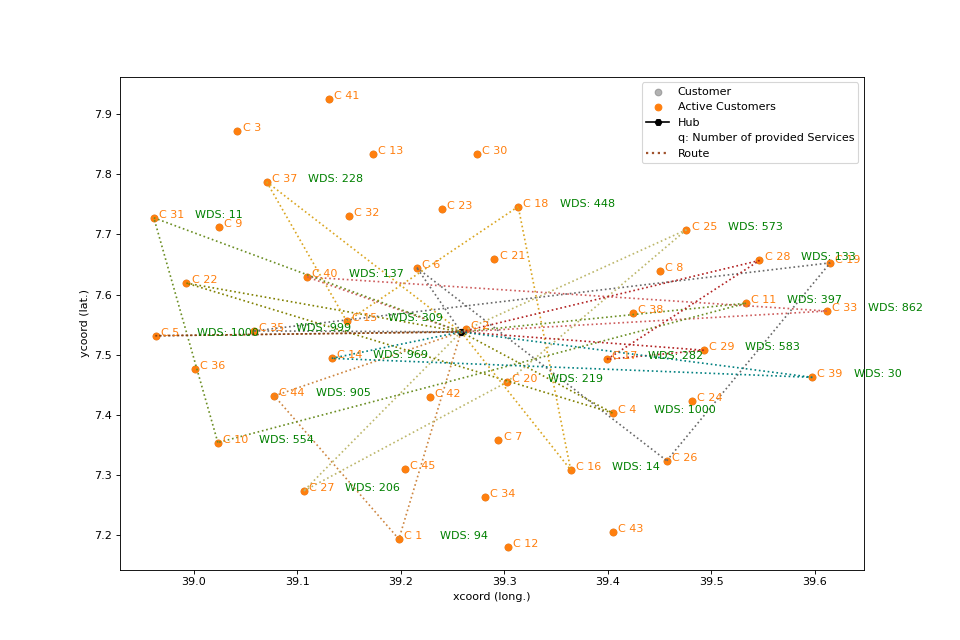 Customer
Active Customers
Hub
q: Number of provided Services
Route
C 41
C 3
C 13
C 30
C 37 WDS: 228
C 31 WDS: 11
C 9
C 32
C 23
C 18 WDS: 448
C 25 WDS: 573
C 21
C 28 WDS: 133
C 19
C 6
C 8
C 40 WDS: 137
C 22
C 11 WDS: 397
C 33 WDS: 862
C 38
C 15 WDS: 309
C 5 WDS: 1000
C 35 WDS: 999
C 14 WDS: 969
C 17 WDS: 282
C 29 WDS: 583
C 36
C 20 WDS: 219
C 39 WDS: 30
C 44 WDS: 905
C 42
C 24
C 4 WDS: 1000
C 10 WDS: 554
C 7
C 26
C 45
C 16 WDS: 14
C 27 WDS: 206
C 34
C 1 WDS: 94
C 12
C 43
7.9
7.8
7.7
7.6
7.5
7.4
7.3
7.2
ycoord (lat.)
39.0 39.1 39.2 39.3 39.4 39.5 39.6
xcoord (long.)